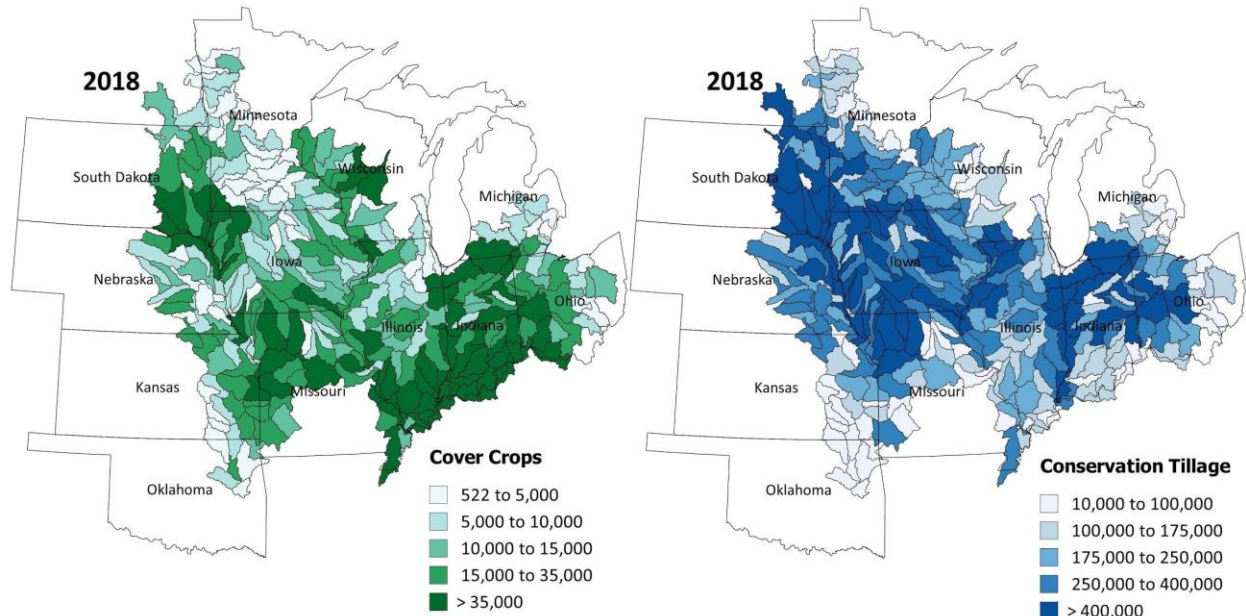 2018
Minnesota
South Dakota
Wisconsin
Michigan
Nebraska
Iowa
Illinois
Indiana
Ohio
Kansas
Missouri
Oklahoma
Cover Crops
522 to 5,000
5,000 to 10,000
10,000 to 15,000
15,000 to 35,000
> 35,000
2018
Minnesota
South Dakota
Wisconsin
Michigan
Nebraska
Iowa
Illinois
Indiana
Ohio
Kansas
Missouri
Oklahoma
Conservation Tillage
10,000 to 100,000
100,000 to 175,000
175,000 to 250,000
250,000 to 400,000
> 400,000